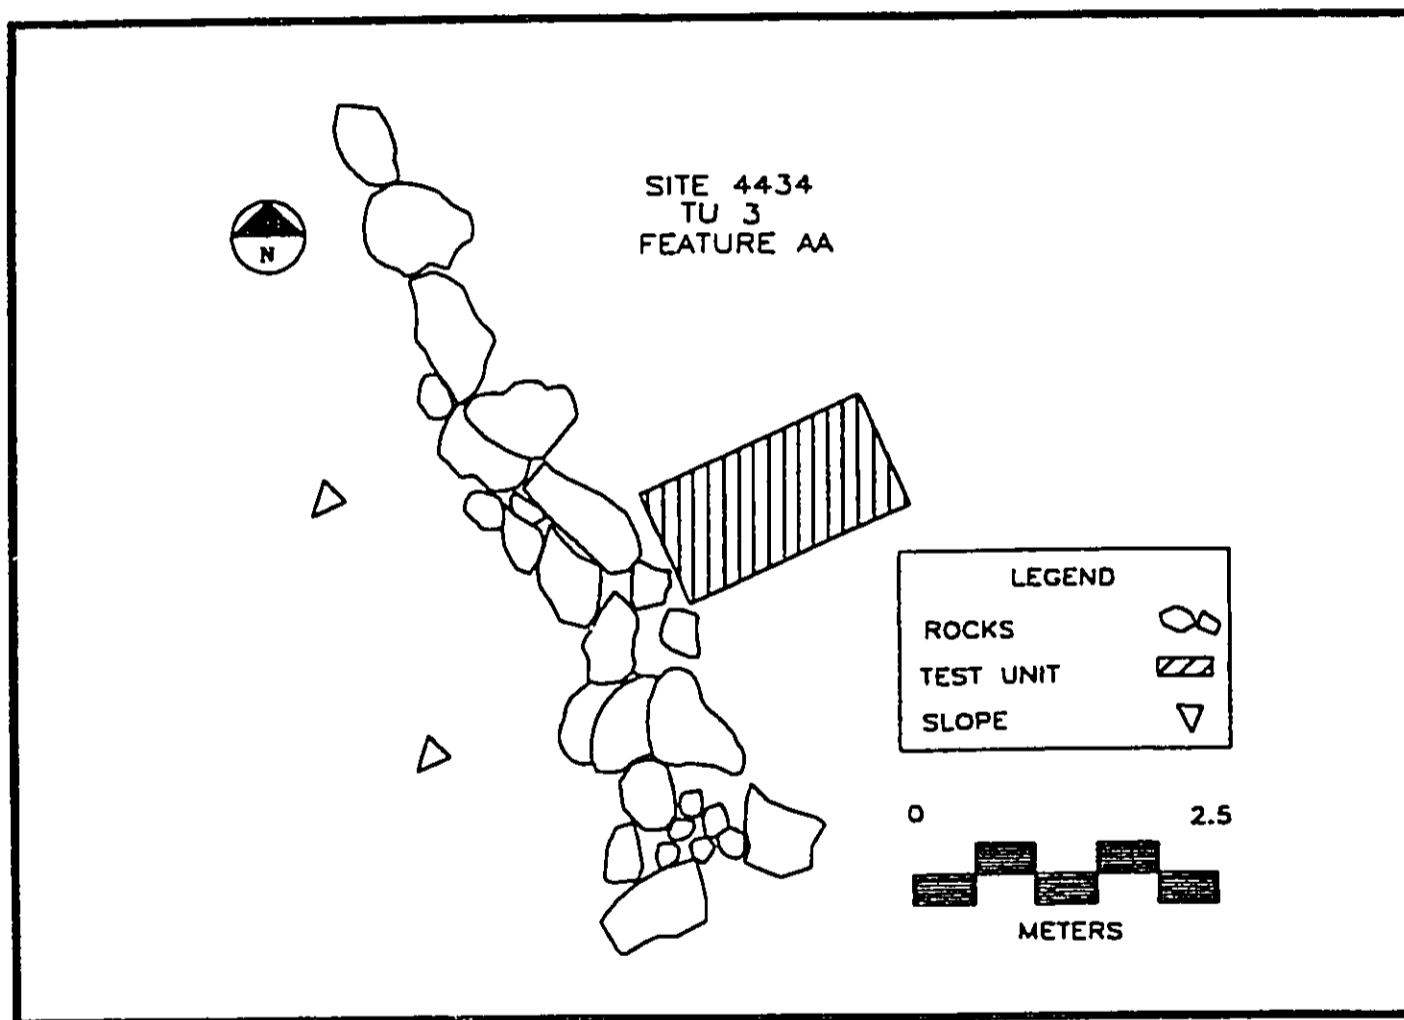 SITE 4434
TU 3
FEATURE AA
N
LEGEND
ROCKS
TEST UNIT
SLOPE
0 2.5
METERS